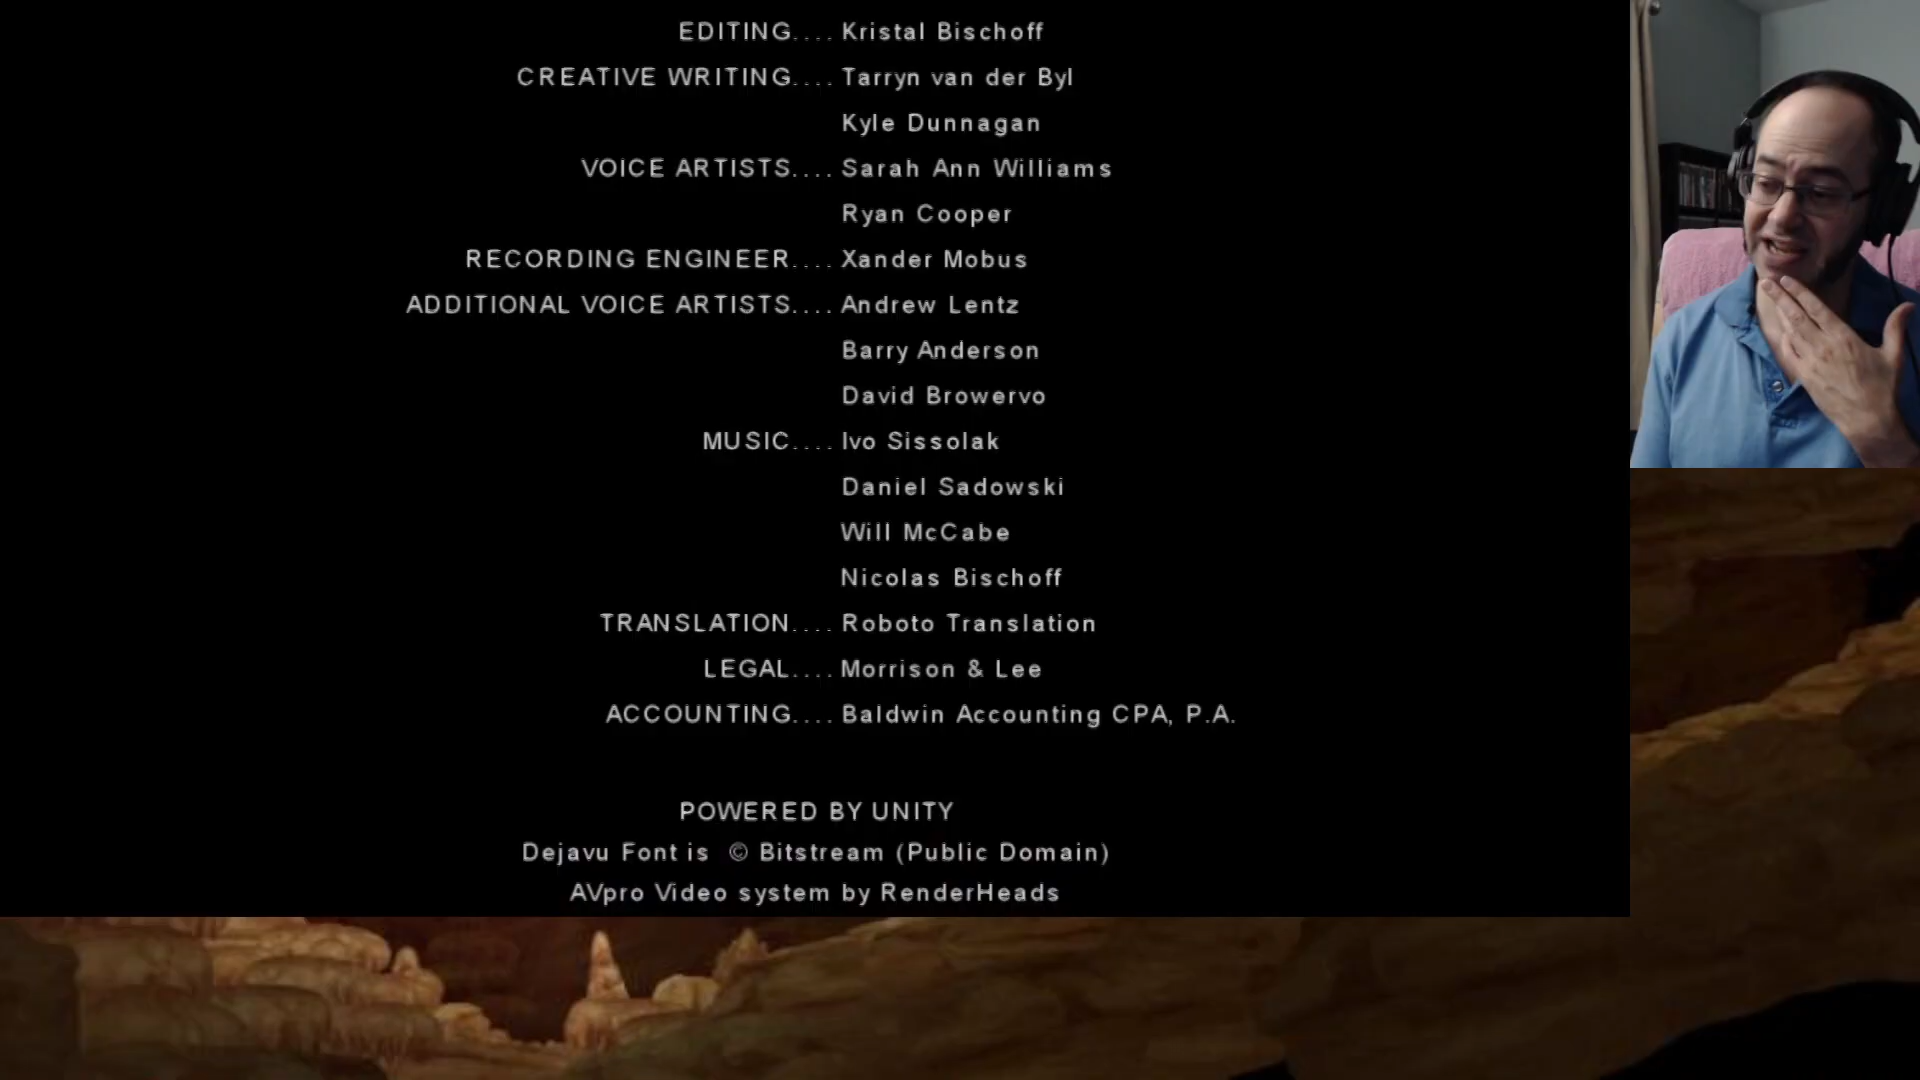 EDITING.... Kristal Bischoff
CREATIVE WRITING.... Tarryn van der Byl
Kyle Dunnagan
VOICE ARTISTS.... Sarah Ann Williams
Ryan Cooper
RECORDING ENGINEER.... Xander Mobus
ADDITIONAL VOICE ARTISTS.... Andrew Lentz
Barry Anderson
David Browervo
MUSIC.... Ivo Sissolak
Daniel Sadowski
Will McCabe
Nicolas Bischoff
TRANSLATION.... Roboto Translation
LEGAL.... Morrison & Lee
ACCOUNTING.... Baldwin Accounting CPA, P.A.
POWERED BY UNITY
Dejavu Font is © Bitstream (Public Domain)
AVpro Video system by RenderHeads